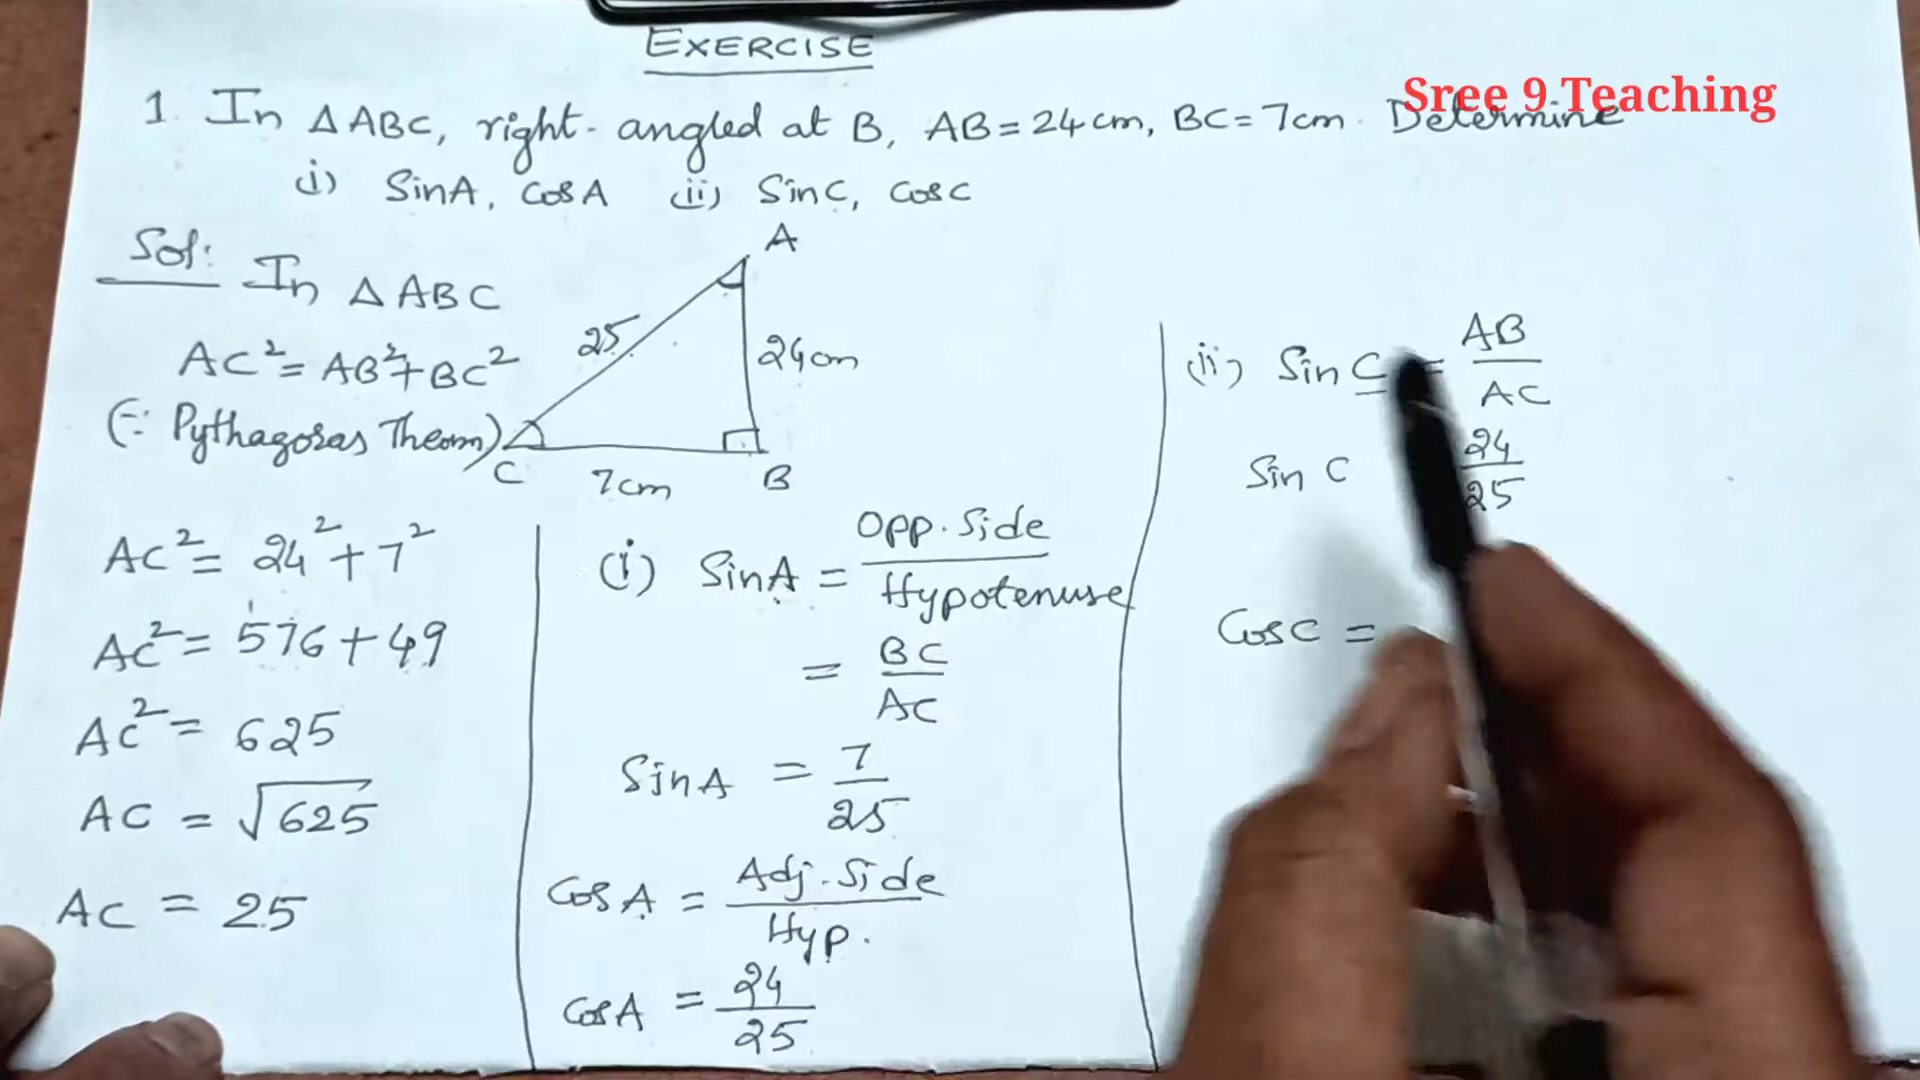 EXERCISE
Sree 9 Teaching
1. In △ABC, right-angled at B, AB=24cm, BC=7cm. Determine
(i) SinA, CosA (ii) SinC, CosC
Sol: In △ABC
AC²=AB²+BC²
(∵ Pythagoras Theorm)
A
25
24cm
C
7cm
B
AC²= 24²+7²
AC²= 576+49
AC²= 625
AC = √625
AC = 25
(i) SinA = Opp. Side
Hypotenuse
= BC
AC
SinA = 7
25
CosA = Adj. Side
Hyp.
CosA = 24
25
(ii) Sin C = AB
AC
Sin C 24
25
CosC =